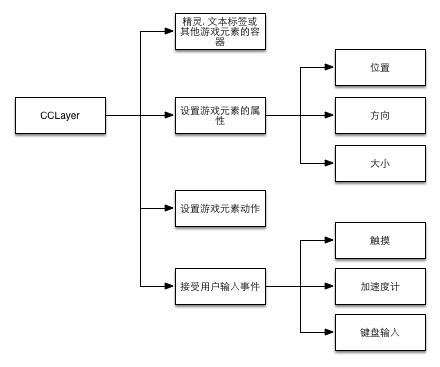 精灵, 文本标签或
其他游戏元素的容
器
位置
CCLayer
设置游戏元素的属
性
方向
大小
设置游戏元素动作
触摸
接受用户输入事件
加速度计
键盘输入